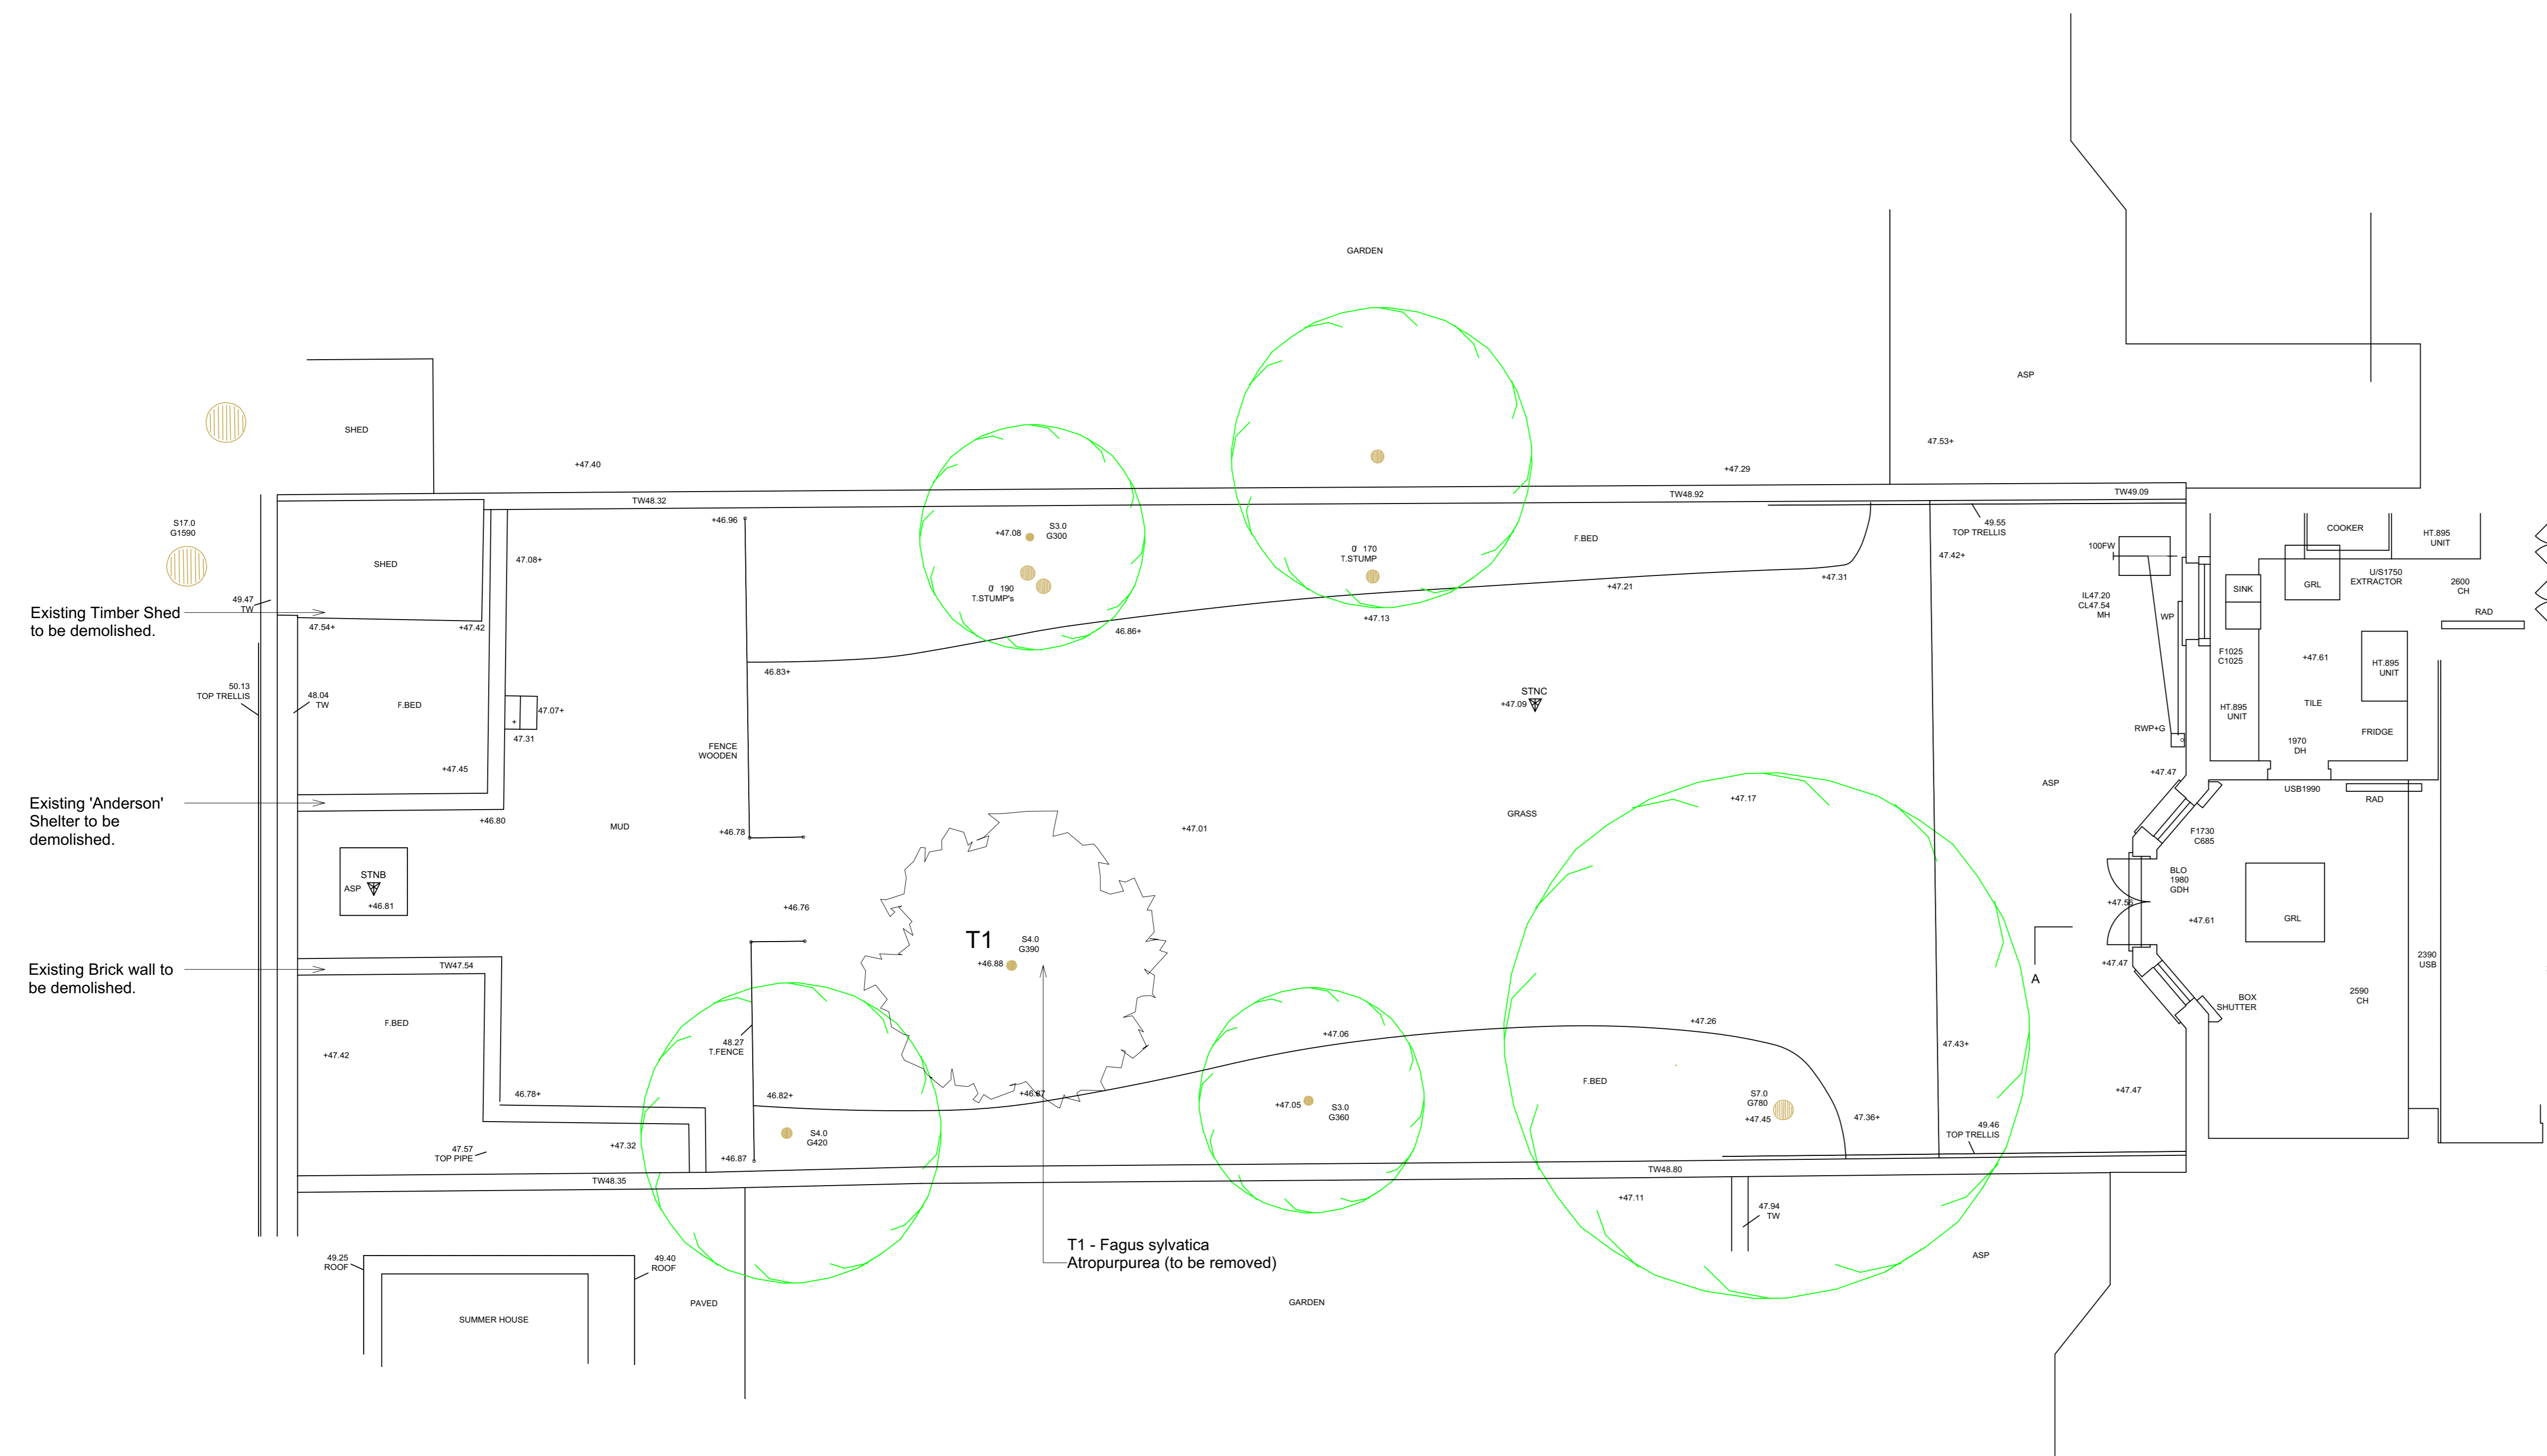 GARDEN
ASP
SHED
47.53+
+47.40
+47.29
TW48.32
TW48.92
TW49.09
S17.0
G1590
+46.96
+47.08
S3.0
G300
F.BED
49.55
TOP TRELLIS
COOKER
HT.895
UNIT
47.08+
SHED
170
T.STUMP
47.42+
100FW
U/S1750
EXTRACTOR
GRL
2600
CH
+47.31
+47.21
190
T.STUMP's
SINK
IL47.20
CL47.54
MH
49.47
TW
Existing Timber Shed
to be demolished.
RAD
WP
47.54+
+47.42
46.86+
+47.13
F1025
C1025
+47.61
HT.895
UNIT
46.83+
50.13
TOP TRELLIS
48.04
TW
F.BED
47.07+
+
47.31
STNC
+47.09
HT.895
UNIT
TILE
RWP+G
FRIDGE
1970
DH
FENCE
WOODEN
+47.45
+47.47
ASP
USB1990
RAD
Existing 'Anderson'
Shelter to be
demolished.
+47.17
GRASS
+46.80
MUD
+46.78
+47.01
F1730
C685
STNB
ASP
+46.81
BLO
1980
GDH
+46.76
+47.56
+47.61
GRL
T1
S4.0
G390
+46.88
Existing Brick wall to
be demolished.
TW47.54
+47.47
A
2390
USB
BOX
SHUTTER
2590
CH
F.BED
+47.42
48.27
T.FENCE
+47.06
+47.26
47.43+
46.78+
46.82+
+46.87
F.BED
+47.05
S3.0
G360
S7.0
G780
+47.45
47.36+
+47.47
S4.0
G420
+47.32
47.57
TOP PIPE
+46.87
49.46
TOP TRELLIS
TW48.35
TW48.80
+47.11
47.94
TW
49.25
ROOF
49.40
ROOF
T1 - Fagus sylvatica
Atropurpurea (to be removed)
ASP
PAVED
GARDEN
SUMMER HOUSE